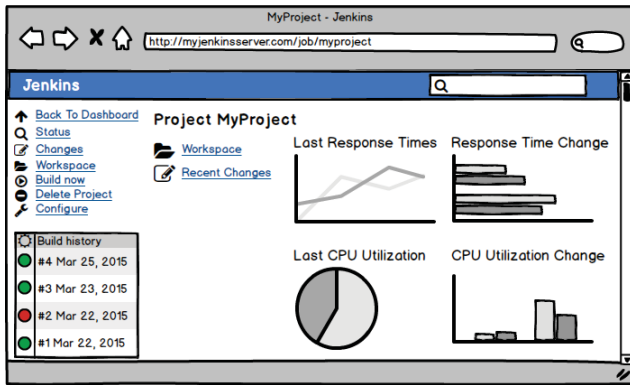 MyProject - Jenkins
http://myjenkinsserver.com/job/myproject
Jenkins
Back To Dashboard
Status
Changes
Workspace
Build now
Delete Project
Configure
Build history
#4 Mar 25, 2015
#3 Mar 23, 2015
#2 Mar 22, 2015
#1 Mar 22, 2015
Project MyProject
Workspace
Recent Changes
Last Response Times
Response Time Change
Last CPU Utilization
CPU Utilization Change